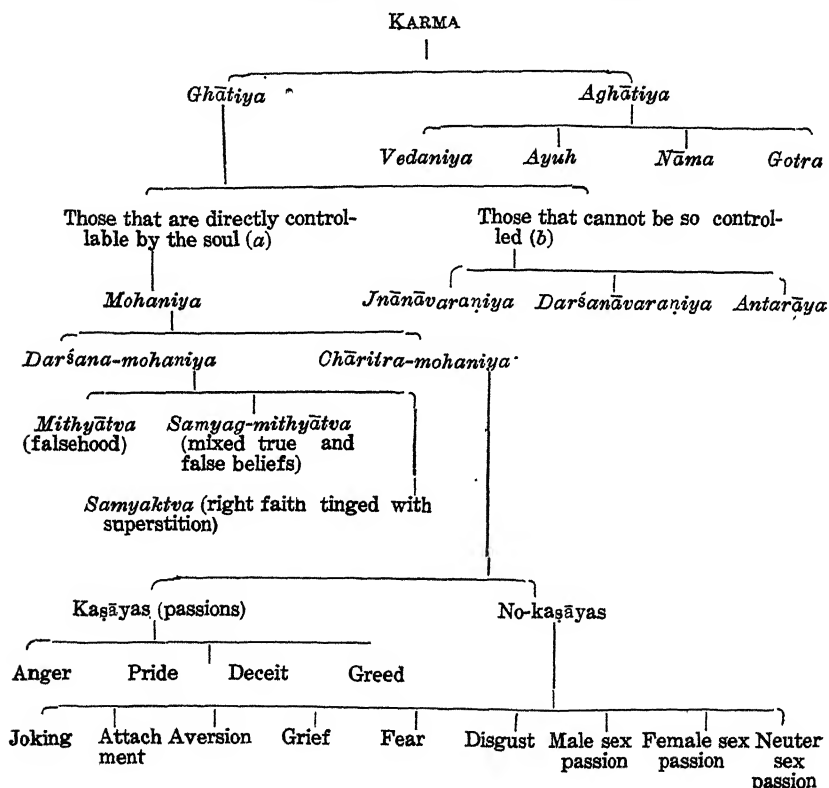 KARMA
Ghātiya Aghātiya
Vedaniya Ayuh Nāma Gotra
Those that are directly control-
lable by the soul (a)
Those that cannot be so control-
led (b)
Mohaniya Jnānāvaraṇiya Darśanāvaraṇiya Antarāya
Darśana-mohaniya Chāritra-mohaniya
Mithyātva
(falsehood)
Samyag-mithyātva
(mixed true and
false beliefs)
Samyaktva (right faith tinged with
superstition)
Kaṣāyas (passions) No-kaṣāyas
Anger Pride Deceit Greed
Joking Attach
ment Aversion Grief Fear Disgust Male sex
passion Female sex
passion Neuter
sex
passion